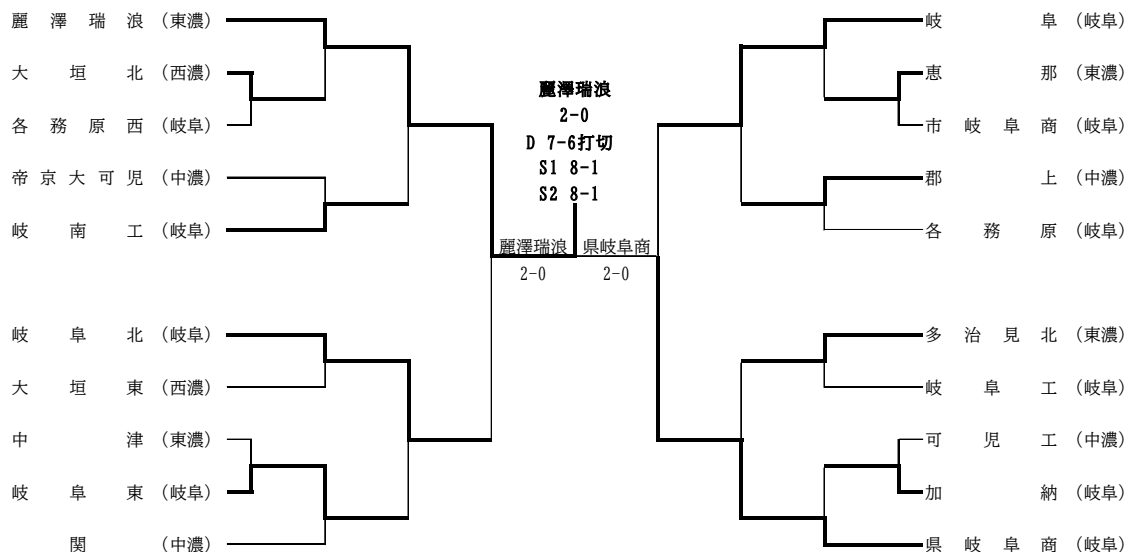 麗澤瑞浪（東濃）
大垣北（西濃）
各務原西（岐阜）
帝京大可児（中濃）
岐南工（岐阜）
岐阜北（岐阜）
大垣東（西濃）
中津（東濃）
岐阜東（岐阜）
関（中濃）
麗澤瑞浪
2-0
D 7-6打切
S1 8-1
S2 8-1
麗澤瑞浪 県岐阜商
2-0 2-0
岐阜（岐阜）
恵那（東濃）
市岐阜商（岐阜）
郡上（中濃）
各務原（岐阜）
多治見北（東濃）
岐阜工（岐阜）
可児工（中濃）
加納（岐阜）
県岐阜商（岐阜）